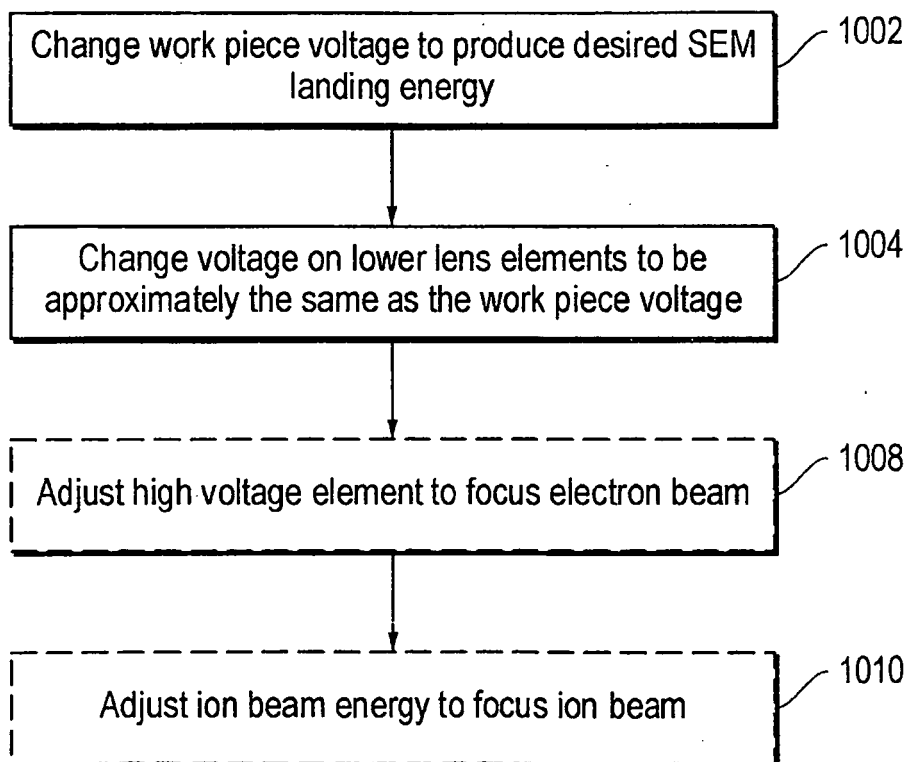 Change work piece voltage to produce desired SEM
landing energy
1002
Change voltage on lower lens elements to be
approximately the same as the work piece voltage
1004
Adjust high voltage element to focus electron beam
1008
Adjust ion beam energy to focus ion beam
1010